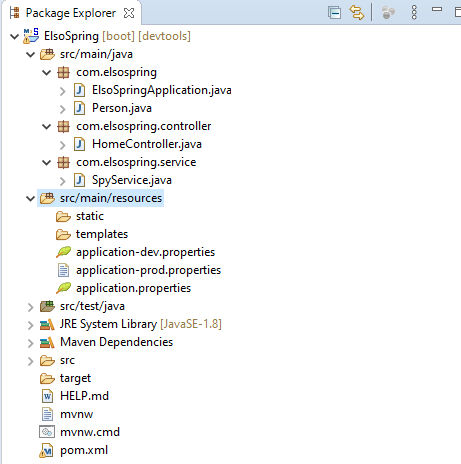 Package Explorer
ElsoSpring [boot] [devtools]
src/main/java
com.elsospring
ElsoSpringApplication.java
Person.java
com.elsospring.controller
HomeController.java
com.elsospring.service
SpyService.java
src/main/resources
static
templates
application-dev.properties
application-prod.properties
application.properties
src/test/java
JRE System Library [JavaSE-1.8]
Maven Dependencies
src
target
HELP.md
mvnw
mvnw.cmd
pom.xml